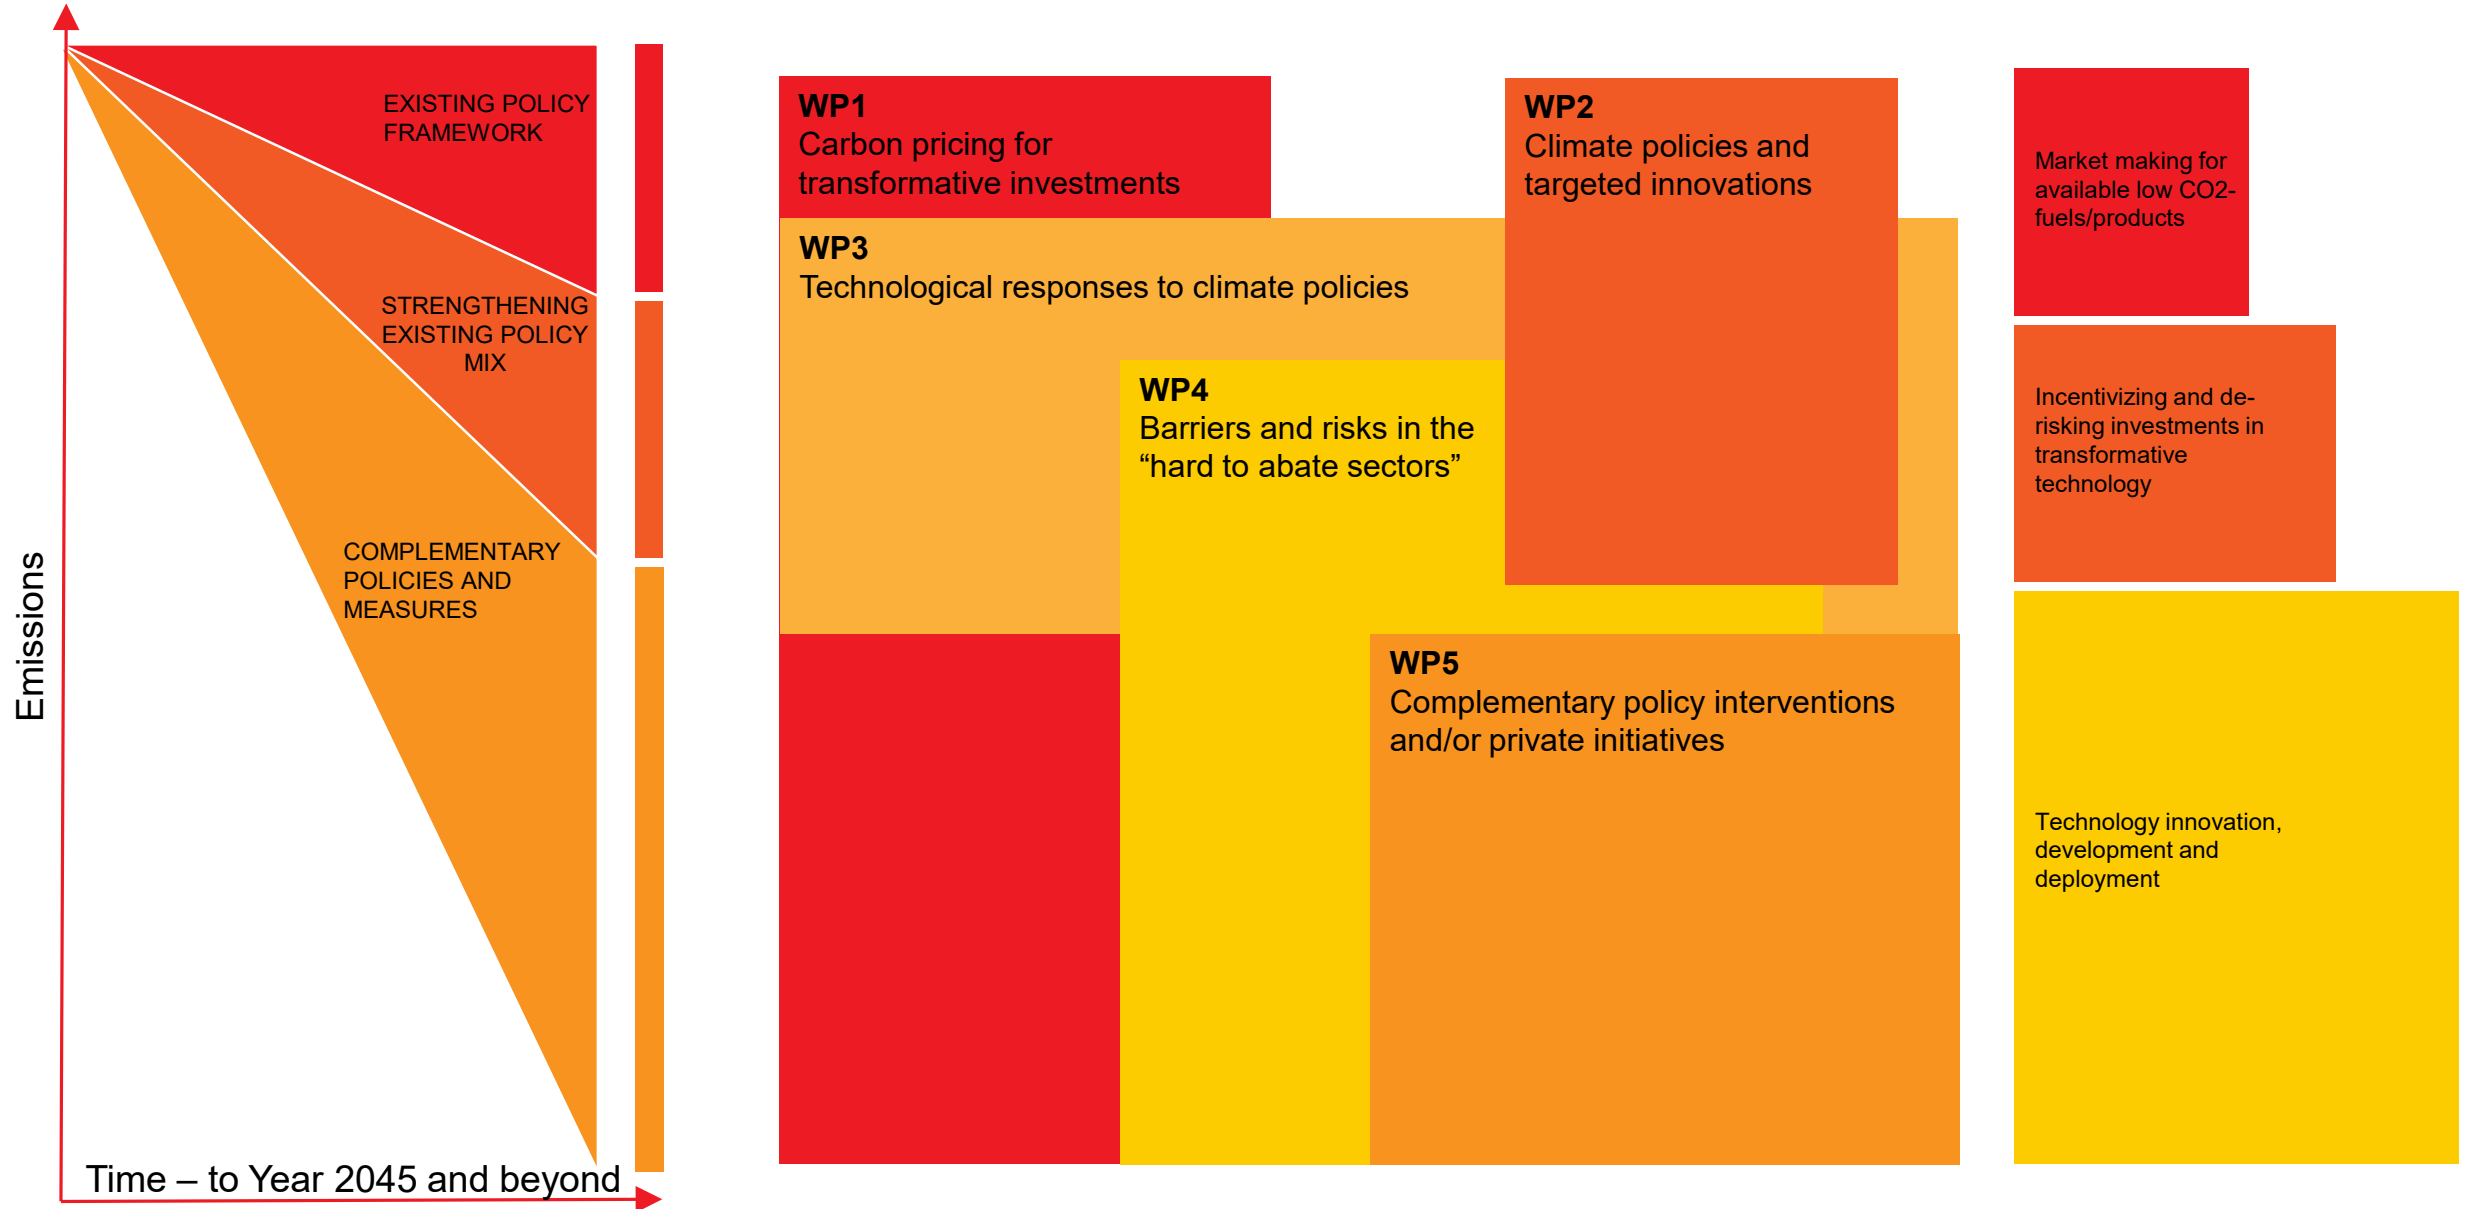 EXISTING POLICY
FRAMEWORK
STRENGTHENING
EXISTING POLICY
MIX
COMPLEMENTARY
POLICIES AND
MEASURES
Emissions
Time – to Year 2045 and beyond
WP1
Carbon pricing for
transformative investments
WP2
Climate policies and
targeted innovations
WP3
Technological responses to climate policies
WP4
Barriers and risks in the
“hard to abate sectors”
WP5
Complementary policy interventions
and/or private initiatives
Market making for
available low CO2-
fuels/products
Incentivizing and de-
risking investments in
transformative
technology
Technology innovation,
development and
deployment